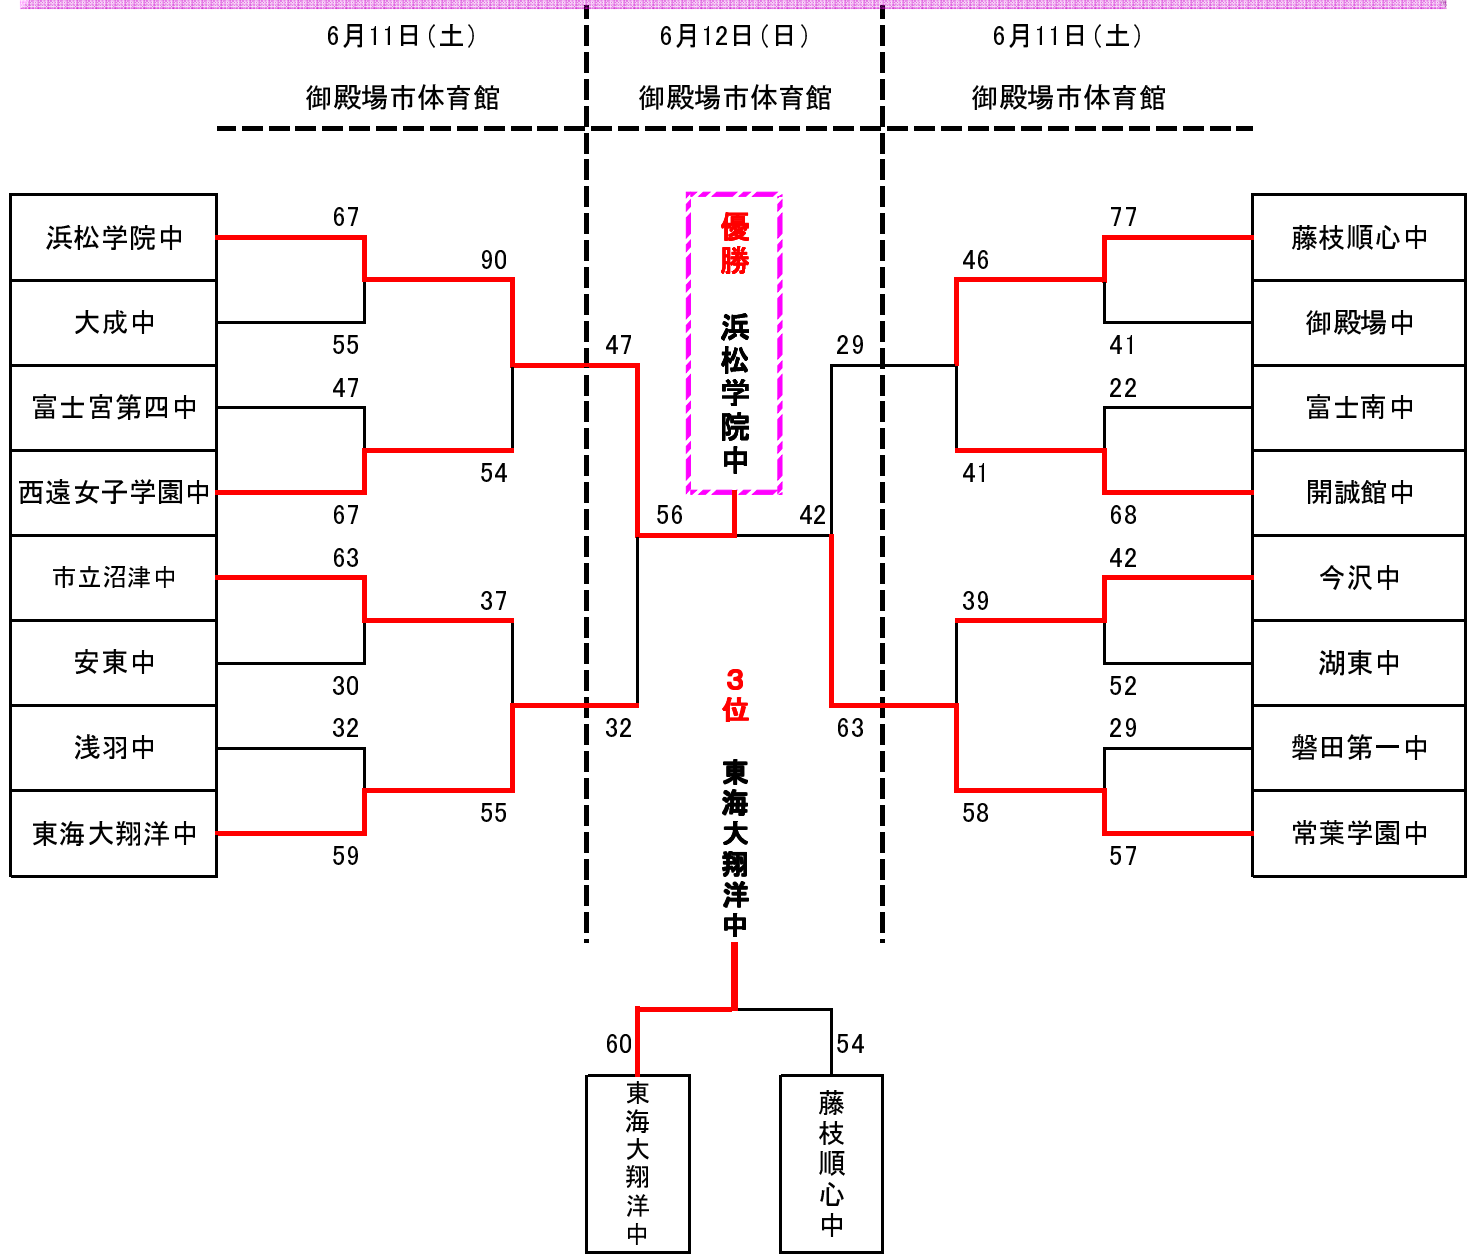 6月11日(土)
6月12日(日)
6月11日(土)
御殿場市体育館
御殿場市体育館
御殿場市体育館
浜松学院中
大成中
富士宮第四中
西遠女子学園中
市立沼津中
安東中
浅羽中
東海大翔洋中
67
55
47
67
63
30
32
59
90
54
37
55
47
32
56
優勝 浜松学院中
42
29
63
46
41
39
58
77
41
22
68
42
52
29
57
藤枝順心中
御殿場中
富士南中
開誠館中
今沢中
湖東中
磐田第一中
常葉学園中
3位 東海大翔洋中
60
54
東海大翔洋中
藤枝順心中